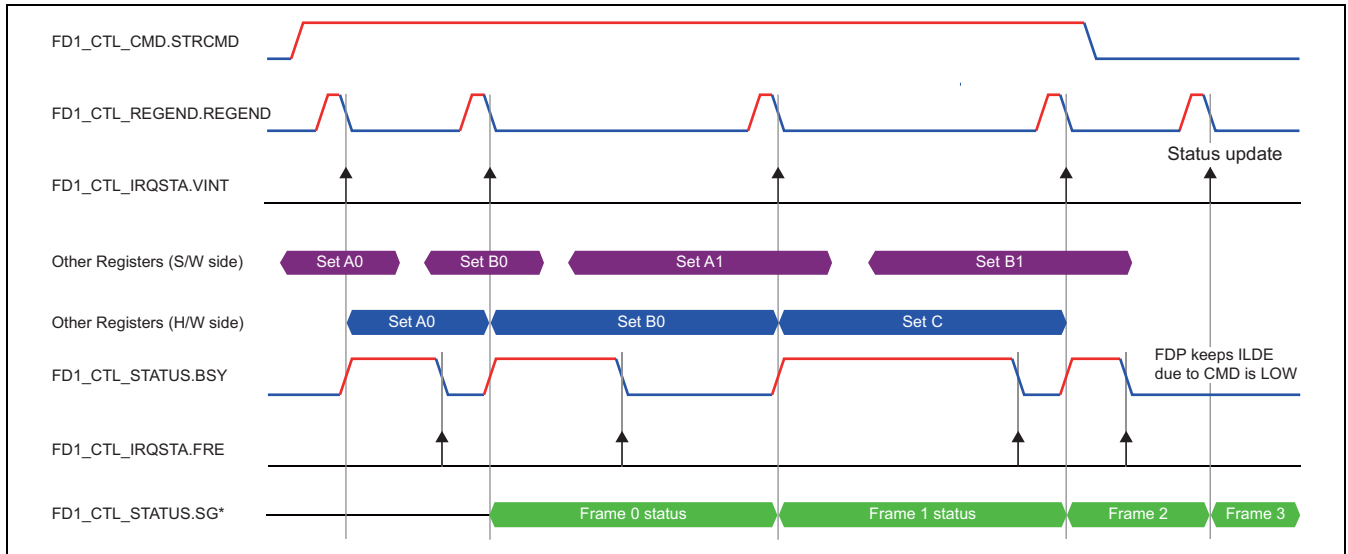 FD1_CTL_CMD.STRCMD
FD1_CTL_REGEND.REGEND
Status update
FD1_CTL_IRQSTA.VINT
Other Registers (S/W side)
Set A0
Set B0
Set A1
Set B1
Other Registers (H/W side)
Set A0
Set B0
Set C
FD1_CTL_STATUS.BSY
FDP keeps ILDE
due to CMD is LOW
FD1_CTL_IRQSTA.FRE
FD1_CTL_STATUS.SG*
Frame 0 status
Frame 1 status
Frame 2
Frame 3